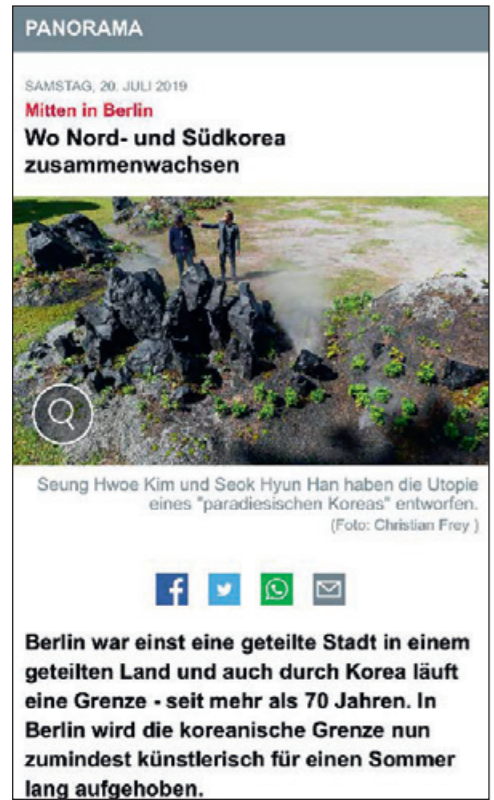 PANORAMA
SAMSTAG, 20. JULI 2019
Mitten in Berlin
Wo Nord- und Südkorea
zusammenwachsen
Seung Hwoe Kim und Seok Hyun Han haben die Utopie
eines "paradiesischen Koreas" entworfen.
(Foto: Christian Frey )
Berlin war einst eine geteilte Stadt in einem
geteilten Land und auch durch Korea läuft
eine Grenze - seit mehr als 70 Jahren. In
Berlin wird die koreanische Grenze nun
zumindest künstlerisch für einen Sommer
lang aufgehoben.